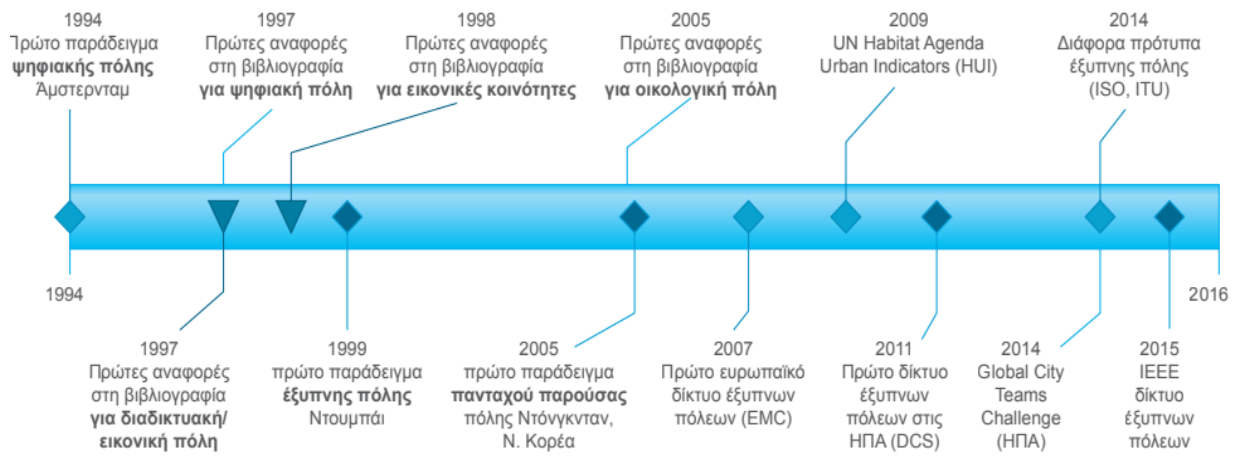 1994
Πρώτο παράδειγμα
ψηφιακής πόλης
Άμστερνταμ
1997
Πρώτες αναφορές
στη βιβλιογραφία
για ψηφιακή πόλη
1998
Πρώτες αναφορές
στη βιβλιογραφία
για εικονικές κοινότητες
2005
Πρώτες αναφορές
στη βιβλιογραφία
για οικολογική πόλη
2009
UN Habitat Agenda
Urban Indicators (HUI)
2014
Διάφορα πρότυπα
έξυπνης πόλης
(ISO, ITU)
1994
2016
1997
Πρώτες αναφορές
στη βιβλιογραφία
για διαδικτυακή/
εικονική πόλη
1999
πρώτο παράδειγμα
έξυπνης πόλης
Ντουμπάι
2005
πρώτο παράδειγμα
πανταχού παρούσας
πόλης Ντόνγκνταν,
Ν. Κορέα
2007
Πρώτο ευρωπαϊκό
δίκτυο έξυπνων
πόλεων (EMC)
2011
Πρώτο δίκτυο
έξυπνων
πόλεων στις
ΗΠΑ (DCS)
2014
Global City
Teams
Challenge
(ΗΠΑ)
2015
IEEE
δίκτυο
έξυπνων
πόλεων